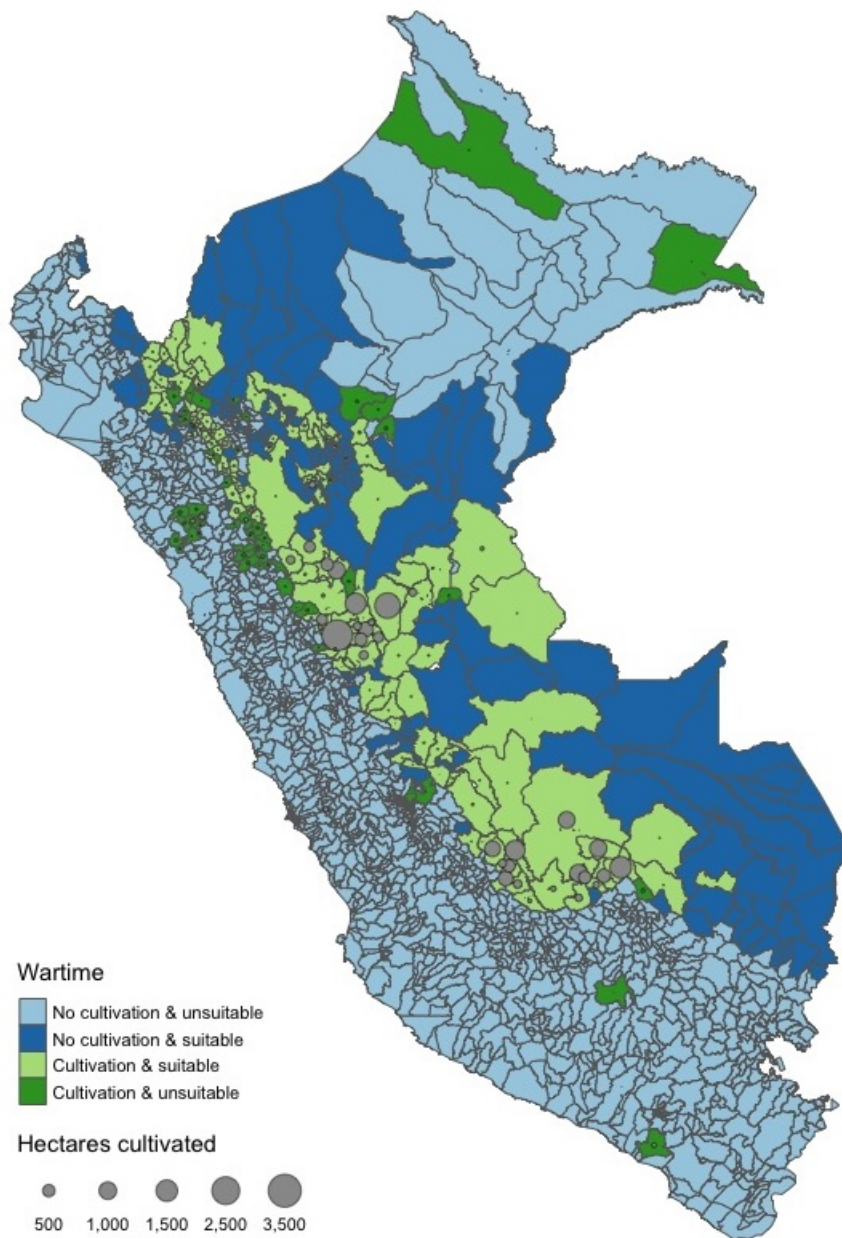 Wartime
No cultivation & unsuitable
No cultivation & suitable
Cultivation & suitable
Cultivation & unsuitable
Hectares cultivated
500 1,000 1,500 2,500 3,500